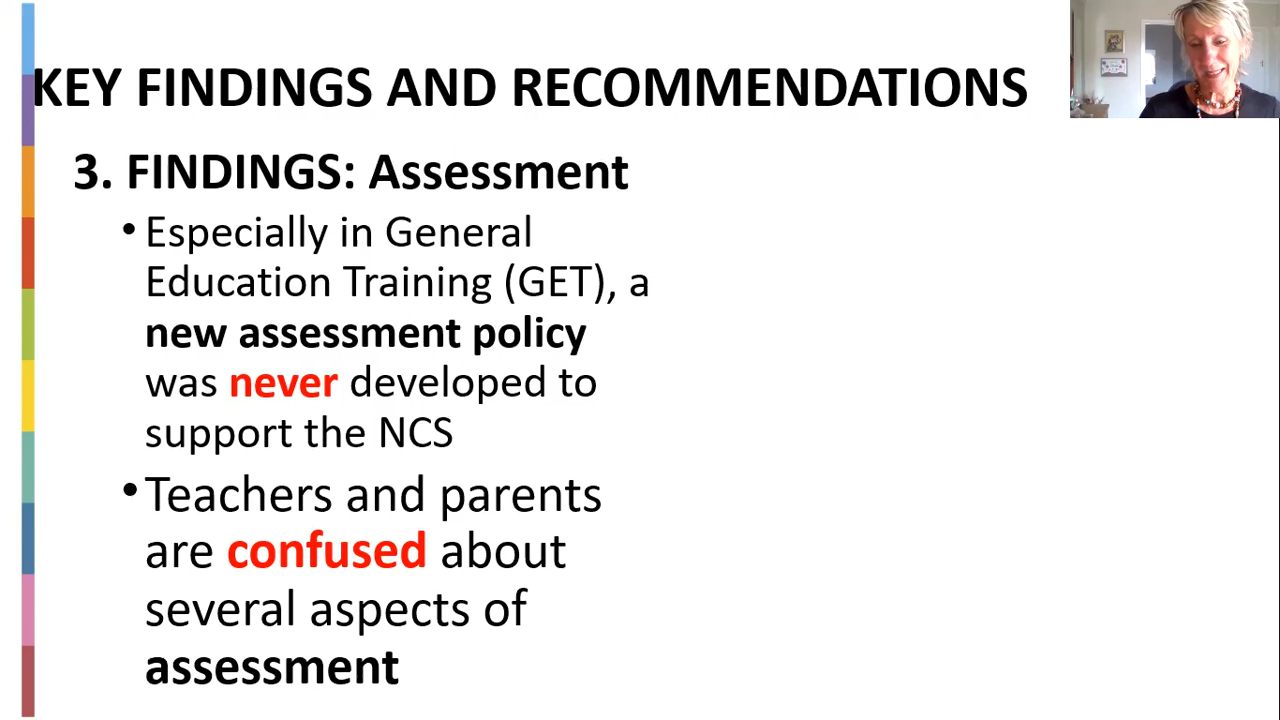 KEY FINDINGS AND RECOMMENDATIONS
3. FINDINGS: Assessment
• Especially in General
Education Training (GET), a
new assessment policy
was never developed to
support the NCS
• Teachers and parents
are confused about
several aspects of
assessment